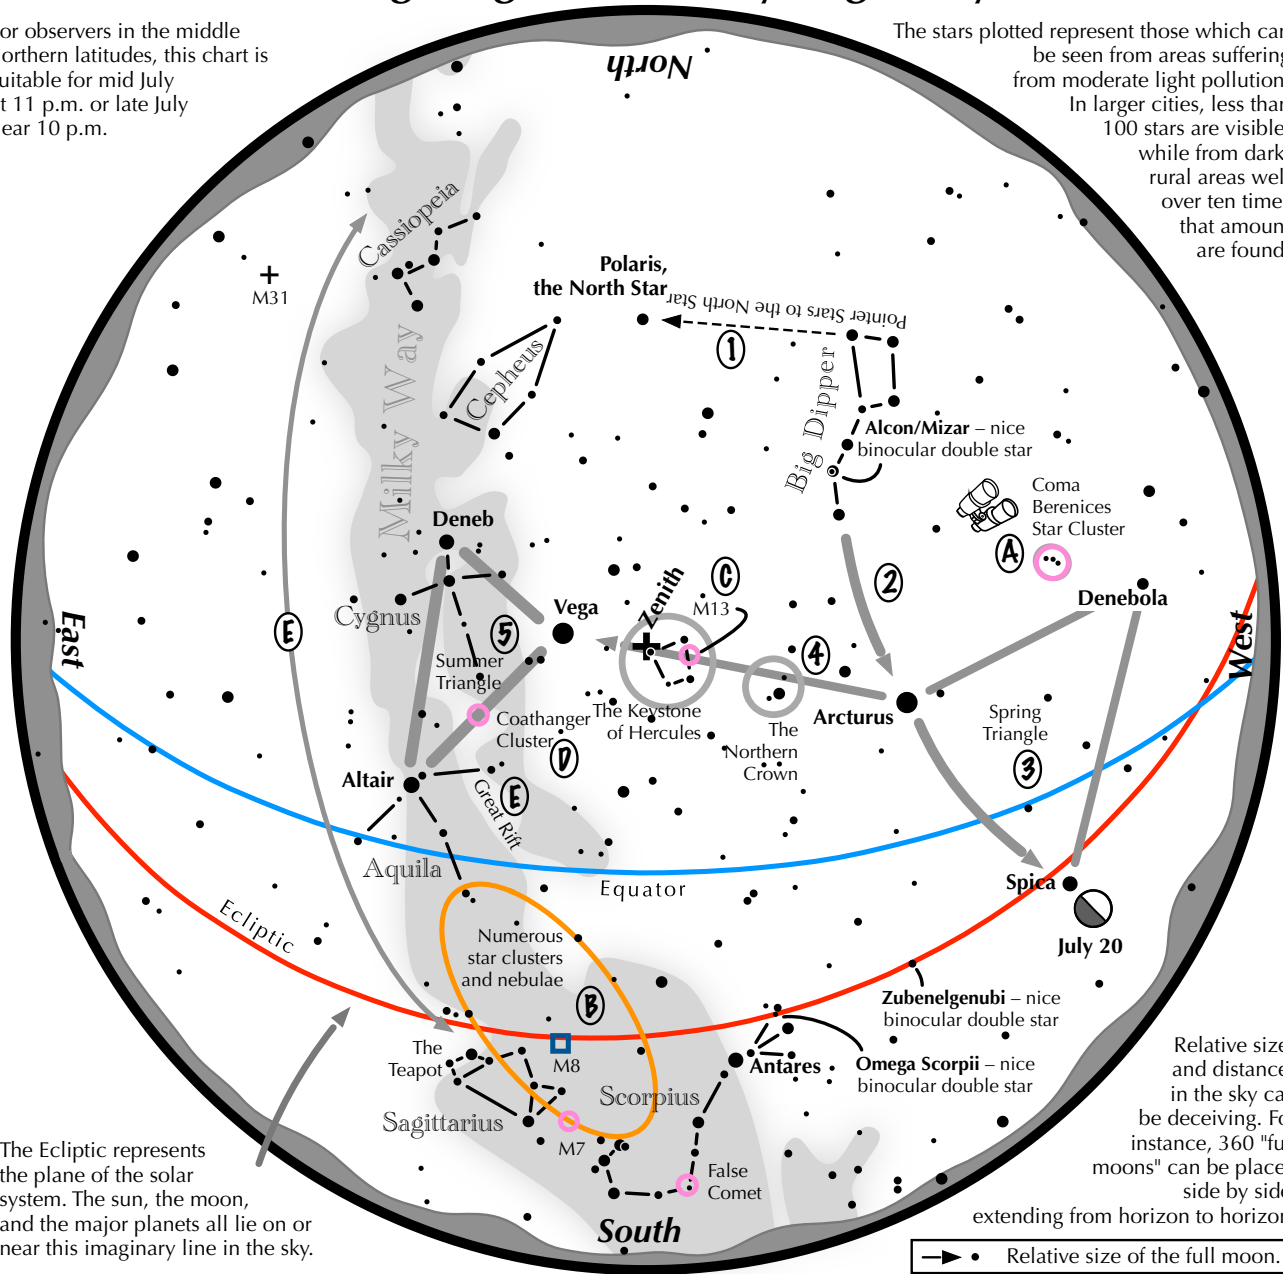 or observers in the middle
orthern latitudes, this chart is
uitable for mid July
t 11 p.m. or late July
ear 10 p.m.
The stars plotted represent those which can
be seen from areas suffering
from moderate light pollution
In larger cities, less than
100 stars are visible
while from dark
rural areas wel
over ten time
that amoun
are found
North
Cassiopeia
M31
Polaris,
the North Star
Pointer Stars to the North Star
1
Cepheus
Milky Way
Big Dipper
Alcon/Mizar – nice
binocular double star
Coma
Berenices
Star Cluster
A
Deneb
2
C
Zenith
M13
Denebola
Cygnus
Vega
East
E
5
4
West
Summer
Triangle
Coathanger
Cluster
D
The Keystone
of Hercules
The
Northern
Crown
Arcturus
Spring
Triangle
3
Altair
E
Great Rift
Aquila
Equator
Spica
Ecliptic
July 20
Numerous
star clusters
and nebulae
B
Zubenelgenubi – nice
binocular double star
The
Teapot
M8
Antares
Omega Scorpii – nice
binocular double star
Scorpius
Sagittarius
M7
False
Comet
South
The Ecliptic represents
the plane of the solar
system. The sun, the moon,
and the major planets all lie on or
near this imaginary line in the sky.
Relative size
and distance
in the sky ca
be deceiving. Fo
instance, 360 "fu
moons" can be place
side by side
extending from horizon to horizon
Relative size of the full moon.